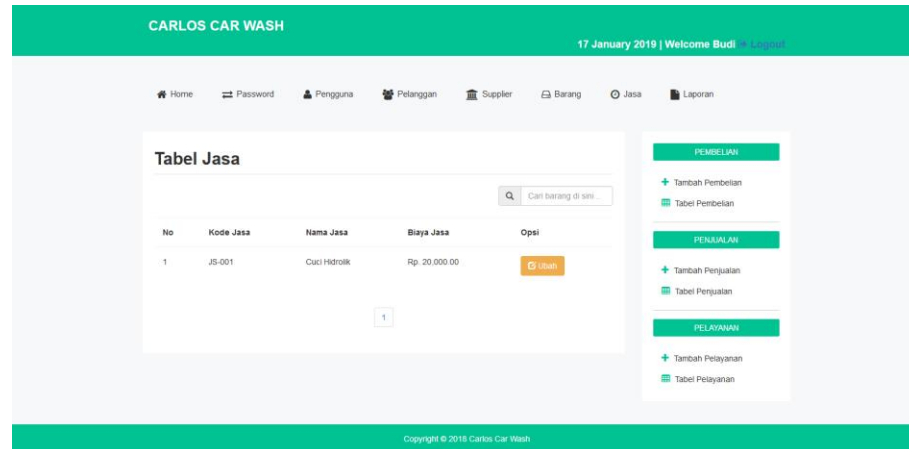 CARLOS CAR WASH
17 January 2019 | Welcome Budi Logout
Home Password Pengguna Pelanggan Supplier Barang Jasa Laporan
Tabel Jasa
Cari barang di sini...
No Kode Jasa Nama Jasa Biaya Jasa Opsi
1 JS-001 Cuci Hidrolik Rp. 20,000.00 Ubah
1
PEMBELIAN
Tambah Pembelian
Tabel Pembelian
PENJUALAN
Tambah Penjualan
Tabel Penjualan
PELAYANAN
Tambah Pelayanan
Tabel Pelayanan
Copyright © 2018 Carlos Car Wash